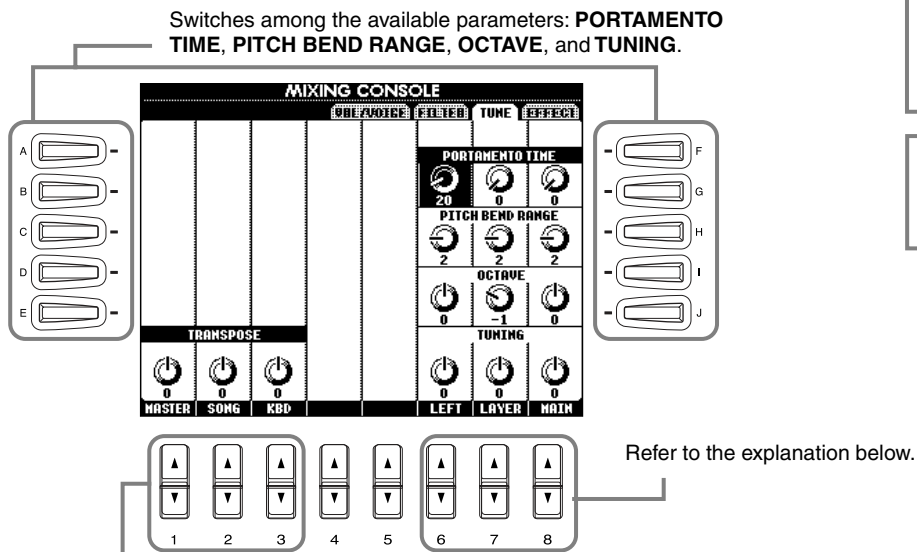 Switches among the available parameters: PORTAMENTO
TIME, PITCH BEND RANGE, OCTAVE, and TUNING.
MIXING CONSOLE
VOL/VOICE FILTER TUNE EFFECT
A
B
C
D
E
F
G
H
I
J
PORTAMENTO TIME
20 0 0
PITCH BEND RANGE
2 2 2
OCTAVE
0 -1 0
TRANSPOSE TUNING
0 0 0 0 0 0
MASTER SONG KBD LEFT LAYER MAIN
Refer to the explanation below.
1 2 3 4 5 6 7 8